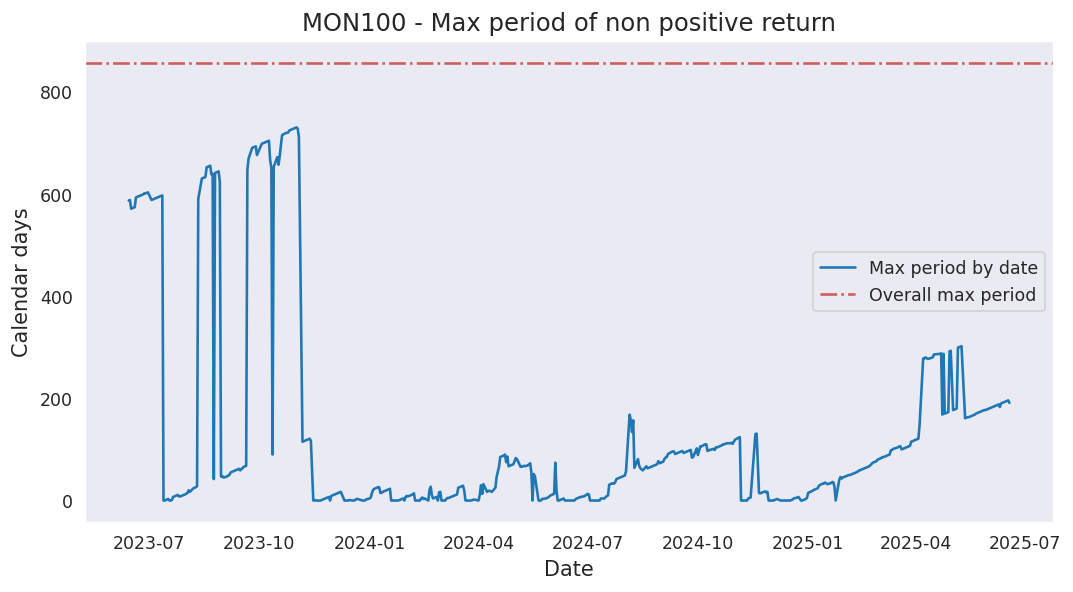 MON100 - Max period of non positive return
Calendar days
800
600
400
200
0
Max period by date
Overall max period
2023-07
2023-10
2024-01
2024-04
2024-07
2024-10
2025-01
2025-04
2025-07
Date